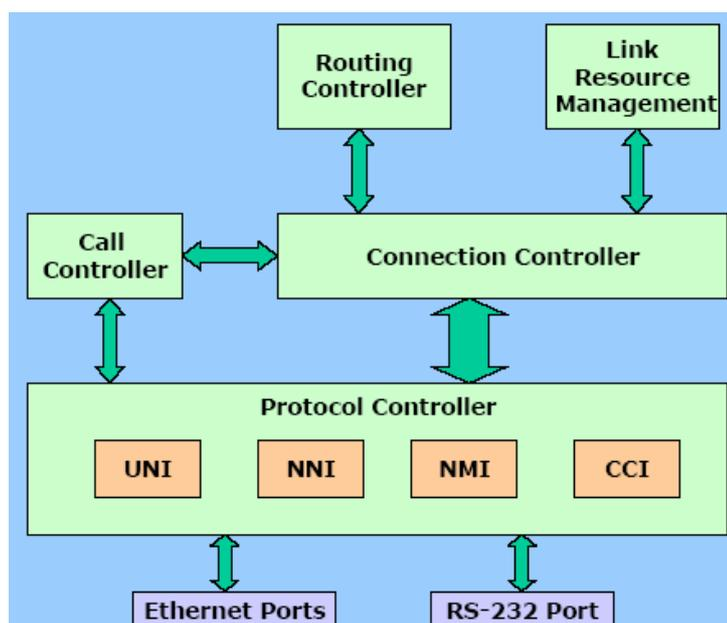 Routing
Controller
Link
Resource
Management
Call
Controller
Connection Controller
Protocol Controller
UNI
NNI
NMI
CCI
Ethernet Ports
RS-232 Port